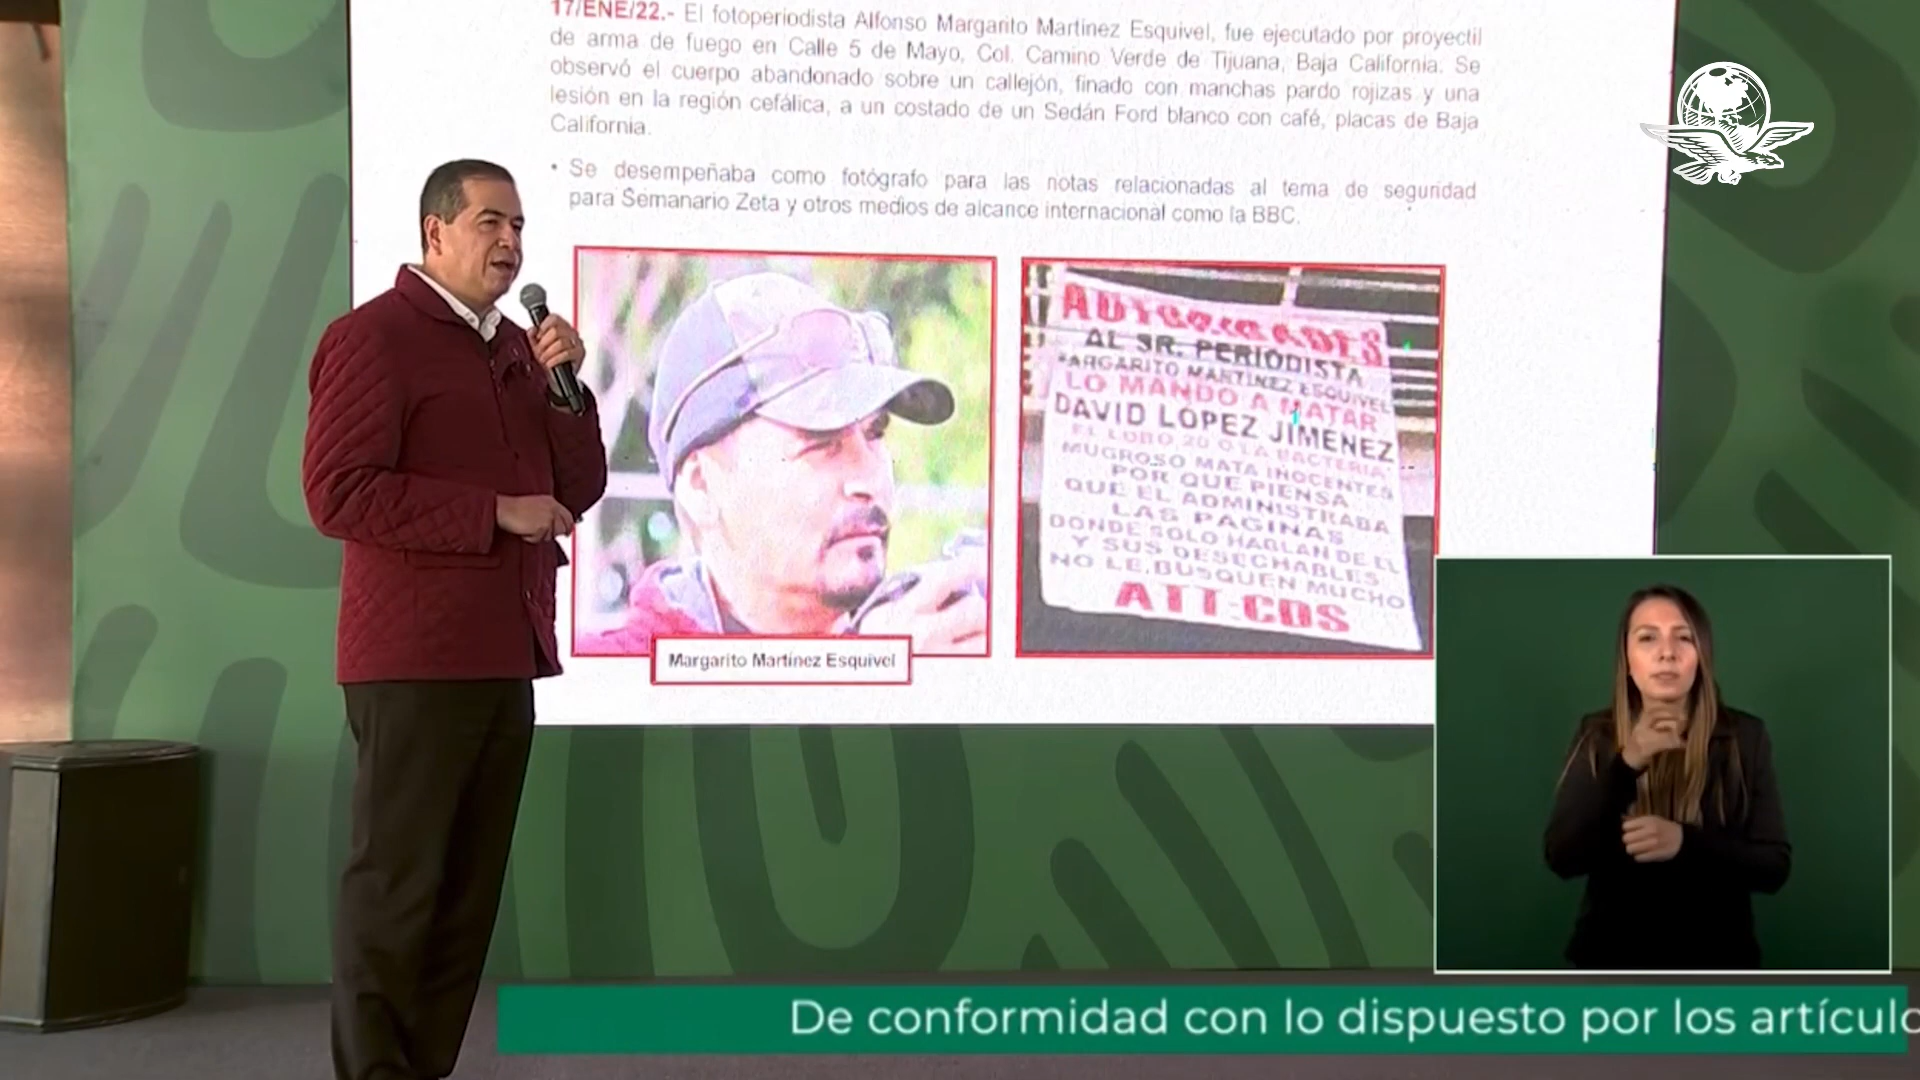 17/ENE/22.- El fotoperiodista Alfonso Margarito Martínez Esquivel, fue ejecutado por proyectil
de arma de fuego en Calle 5 de Mayo, Col. Camino Verde de Tijuana, Baja California. Se
observó el cuerpo abandonado sobre un callejón, finado con manchas pardo rojizas y una
lesión en la región cefálica, a un costado de un Sedán Ford blanco con café, placas de Baja
California.
• Se desempeñaba como fotógrafo para las notas relacionadas al tema de seguridad
para Semanario Zeta y otros medios de alcance internacional como la BBC.
Margarito Martínez Esquivel
AL SR. PERIODISTA
ARGARITO MARTINEZ ESQUIVEL
LO MANDO A MATAR
DAVID LOPEZ JIMENEZ
EL LOBO 20 O LA BACTERIA
MUGROSO MATA INOCENTES
POR QUE PIENSA
QUE EL ADMINISTRABA
LAS PAGINAS
DONDE SOLO HABLAN DE EL
Y SUS DESECHABLES
NO LE BUSQUEN MUCHO
ATT-CDS
De conformidad con lo dispuesto por los artículo